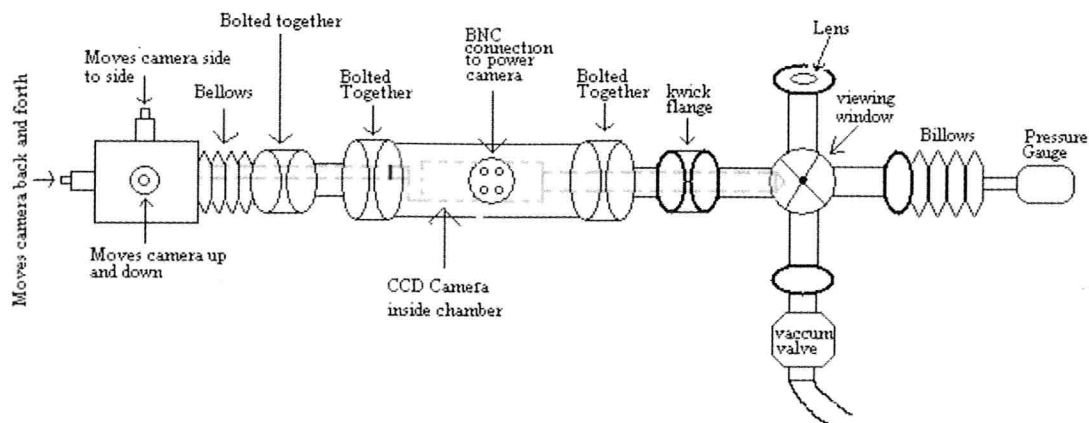 Bolted together
Moves camera side
to side
Bellows
Bolted
Together
BNC
connection
to power
camera
Bolted
Together
kwick
flange
Lens
viewing
window
Billows
Pressure
Gauge
Moves camera back and forth
Moves camera up
and down
CCD Camera
inside chamber
vaccum
valve